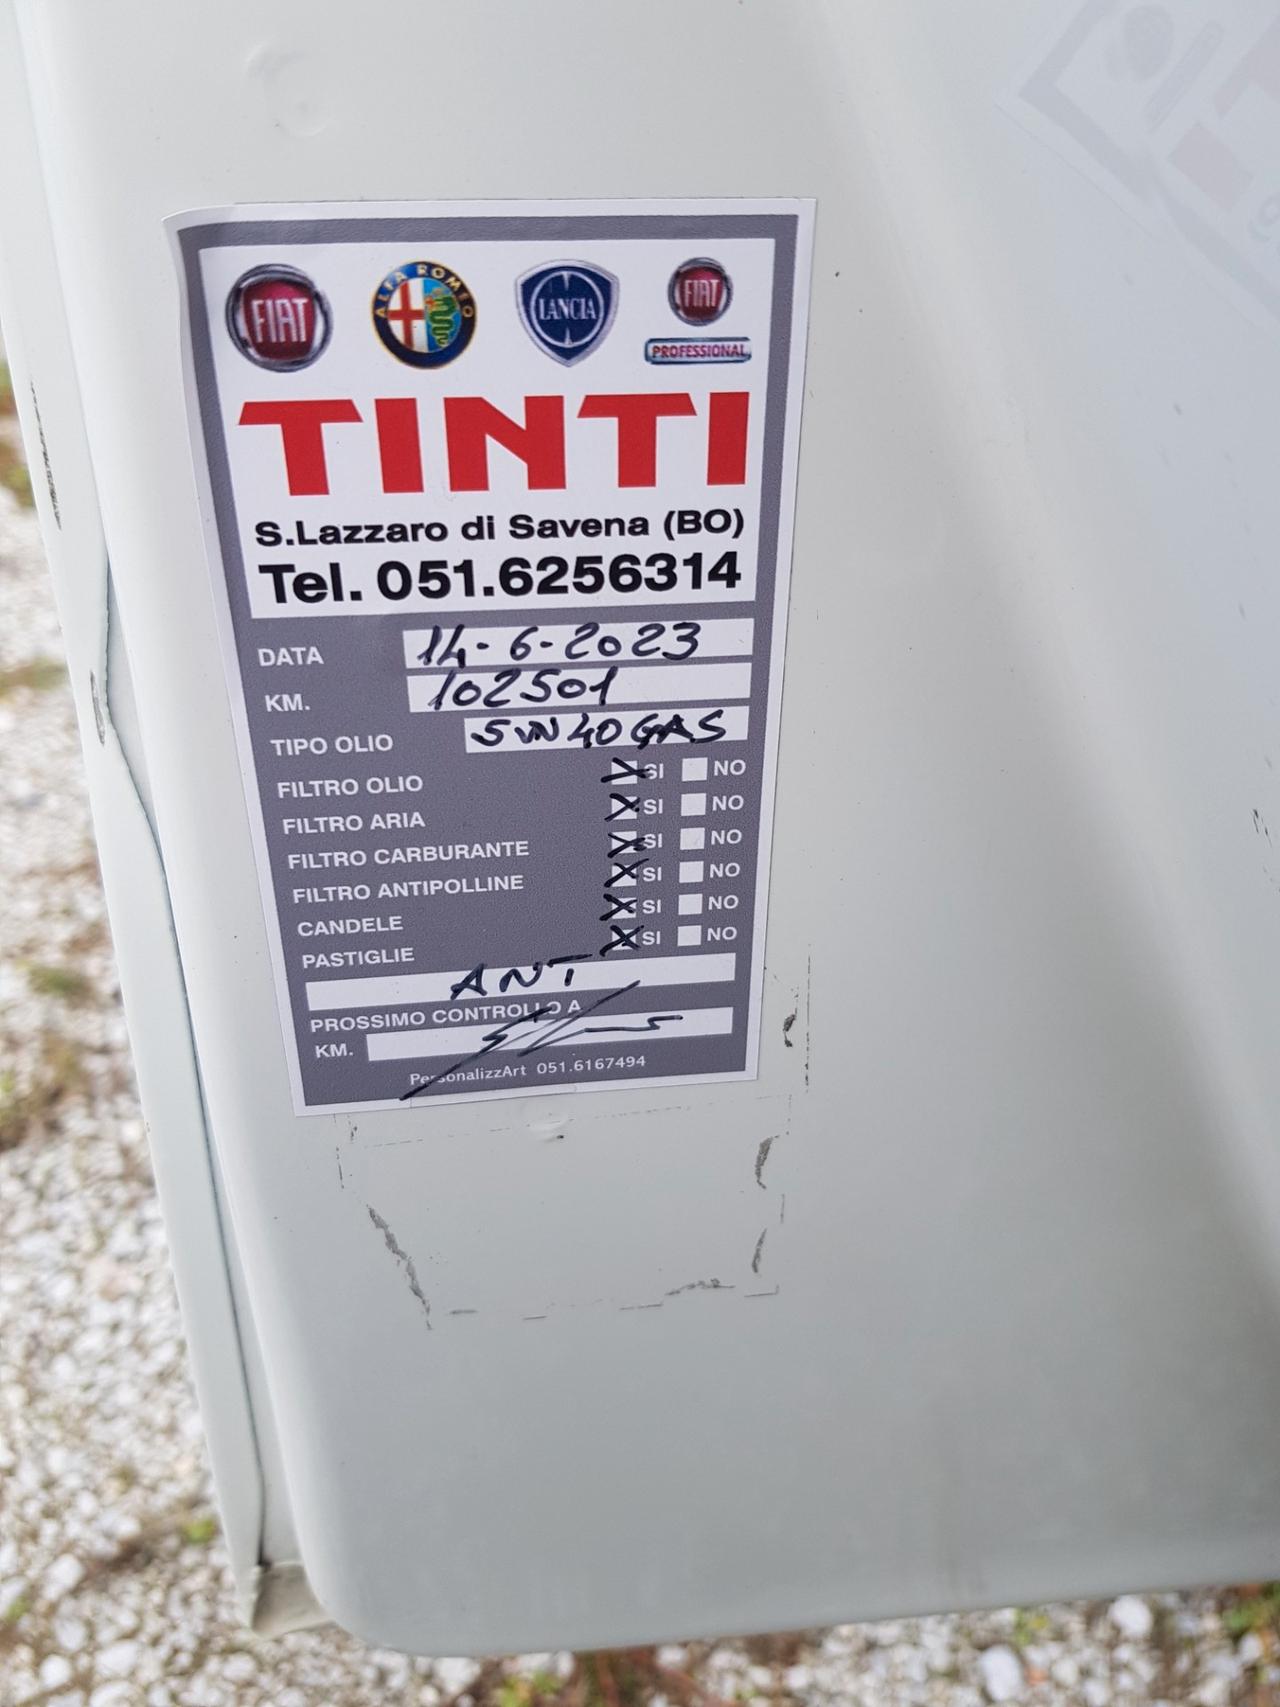 FIAT ALFA ROMEO LANCIA FIAT
PROFESSIONAL
TINTI
S.Lazzaro di Savena (BO)
Tel. 051.6256314
DATA 14-6-2023
KM. 102501
TIPO OLIO 5W40 GAS
FILTRO OLIO X SI NO
FILTRO ARIA X SI NO
FILTRO CARBURANTE X SI NO
FILTRO ANTIPOLLINE X SI NO
CANDELE X SI NO
PASTIGLIE X SI NO
ANT
PROSSIMO CONTROLLO A
KM.
PersonalizzArt 051.6167494